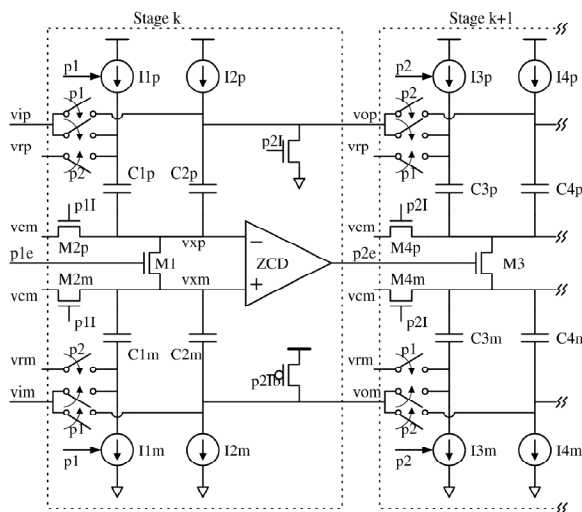 Stage k
Stage k+1
p1 I1p I2p p2 I3p I4p
p1 p2
vip vop
vrp p2I vrp
p2 C1p C2p p1 C3p C4p
p1I p2I
vcm vcm
M2p vxp M4p
p1e M1 − ZCD p2e M3
M2m vxm + M4m
vcm vcm
p1I C1m C2m p2I C3m C4m
p2 p1
vrm p2Ib vrm
vim vom
p1 p2
I1m I2m I3m I4m
p1 p2